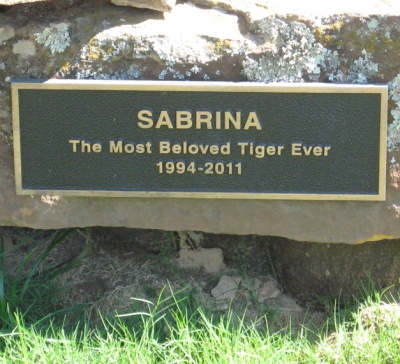 SABRINA
The Most Beloved Tiger Ever
1994-2011